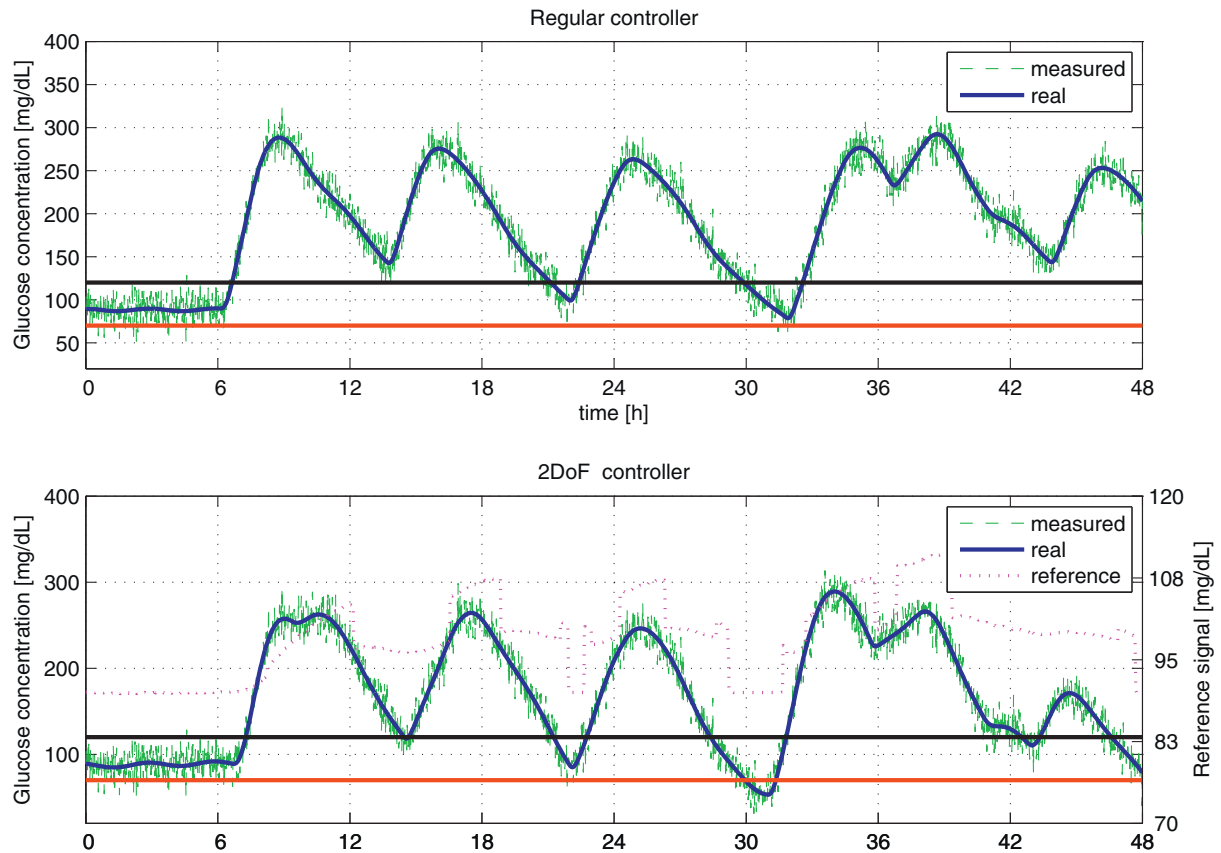 Regular controller
Glucose concentration [mg/dL]
400
350
300
250
200
150
100
50
measured
real
0 6 12 18 24 30 36 42 48
time [h]
2DoF controller
Glucose concentration [mg/dL]
400
300
200
100
measured
real
reference
120
108
95
83
70
Reference signal [mg/dL]
0 6 12 18 24 30 36 42 48